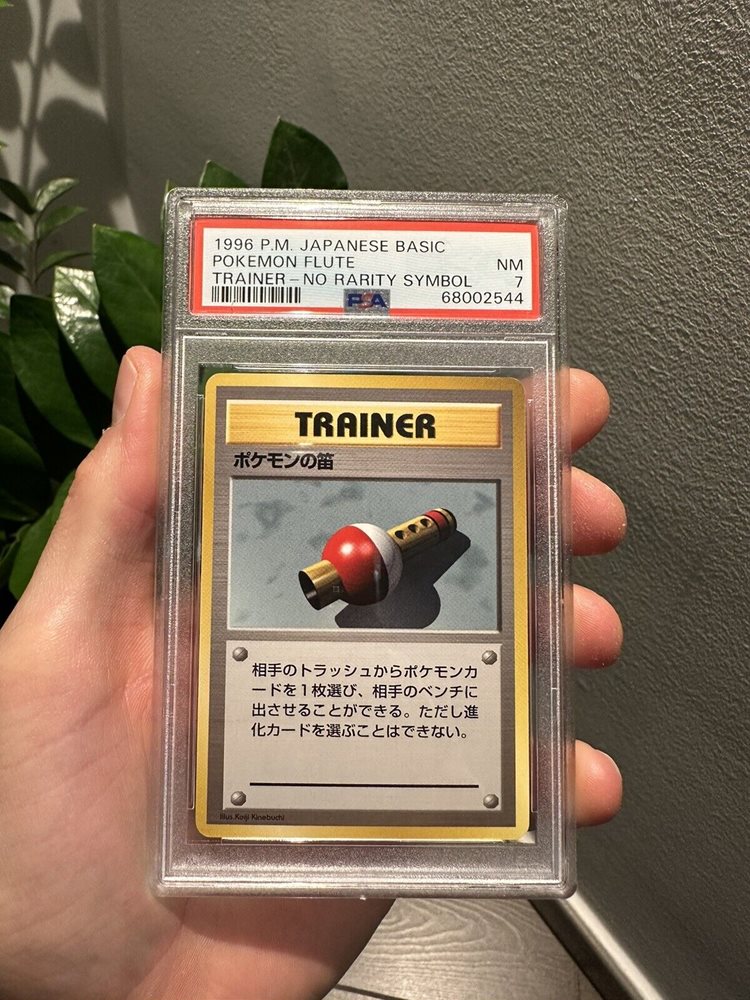 1996 P.M. JAPANESE BASIC
POKEMON FLUTE NM
TRAINER-NO RARITY SYMBOL 7
PSA 68002544
TRAINER
ポケモンの笛
相手のトラッシュからポケモンカ
ードを1枚選び、相手のベンチに
出させることができる。ただし進
化カードを選ぶことはできない。
Illus.Keiji Kinebuchi